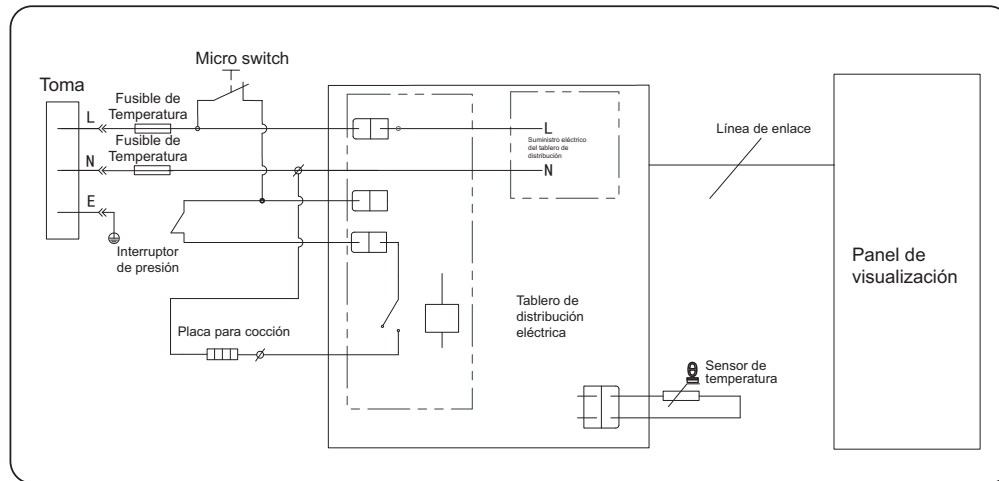 Micro switch
Toma
L
Fusible de
Temperatura
N
Fusible de
Temperatura
E
Interruptor
de presión
Placa para cocción
L
Suministro eléctrico
del tablero de
distribución
N
Tablero de
distribución
eléctrica
Línea de enlace
Panel de
visualización
Sensor de
temperatura
θ